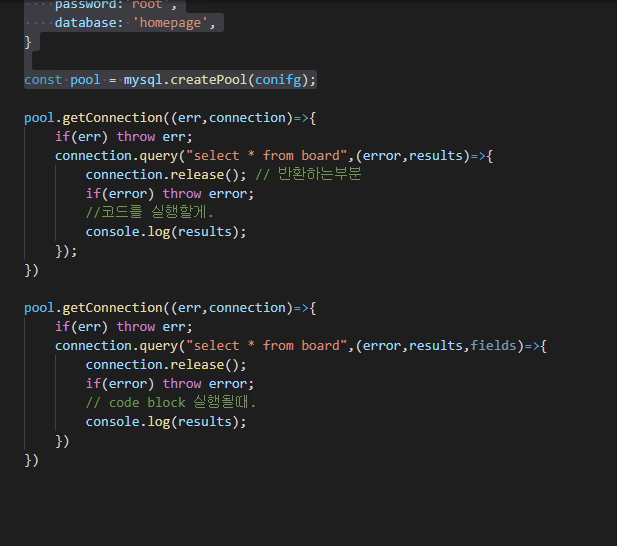 password:'root',
database: 'homepage',
}
const pool = mysql.createPool(conifg);
pool.getConnection((err,connection)=>{
if(err) throw err;
connection.query("select * from board",(error,results)=>{
connection.release(); // 반환하는부분
if(error) throw error;
//코드를 실행할게.
console.log(results);
});
})
pool.getConnection((err,connection)=>{
if(err) throw err;
connection.query("select * from board",(error,results,fields)=>{
connection.release();
if(error) throw error;
// code block 실행될때.
console.log(results);
})
})